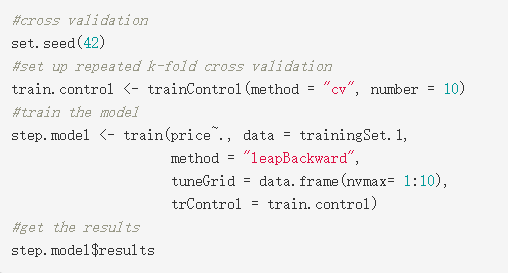 #cross validation
set.seed(42)
#set up repeated k-fold cross validation
train.control <- trainControl(method = "cv", number = 10)
#train the model
step.model <- train(price~., data = trainingSet.1,
                    method = "leapBackward",
                    tuneGrid = data.frame(nvmax= 1:10),
                    trControl = train.control)
#get the results
step.model$results